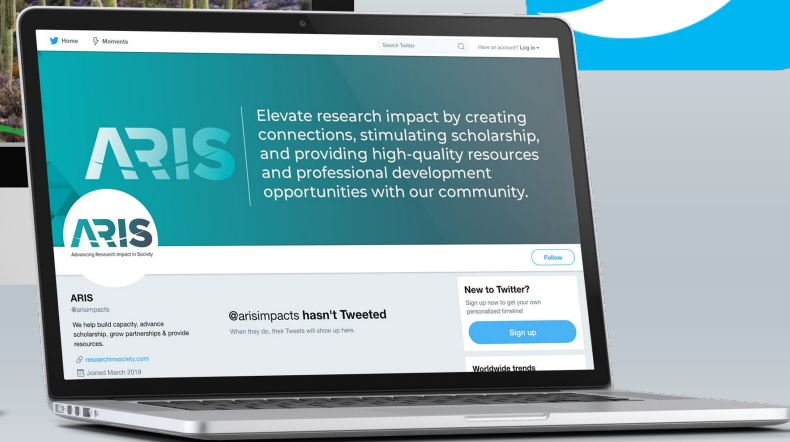 Home Moments Search Twitter Have an account? Log in
ARIS
Elevate research impact by creating
connections, stimulating scholarship,
and providing high-quality resources
and professional development
opportunities with our community.
ARIS
Advancing Research Impact in Society
Follow
ARIS
@arisimpacts
We help build capacity, advance
scholarship, grow partnerships & provide
resources.
researchinsociety.com
Joined March 2019
@arisimpacts hasn't Tweeted
When they do, their Tweets will show up here.
New to Twitter?
Sign up now to get your own
personalized timeline!
Sign up
Worldwide trends